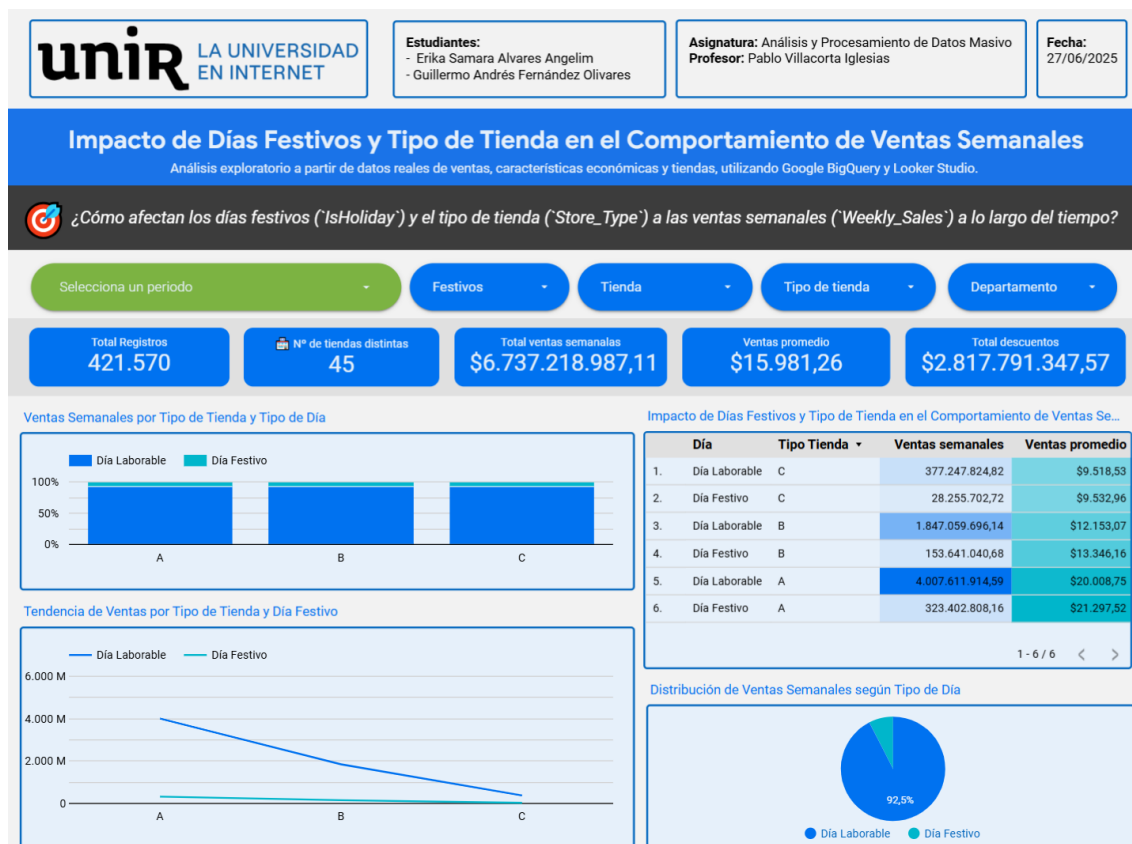 unir LA UNIVERSIDAD
EN INTERNET
Estudiantes:
- Erika Samara Alvares Angelim
- Guillermo Andrés Fernández Olivares
Asignatura: Análisis y Procesamiento de Datos Masivo
Profesor: Pablo Villacorta Iglesias
Fecha:
27/06/2025
Impacto de Días Festivos y Tipo de Tienda en el Comportamiento de Ventas Semanales
Análisis exploratorio a partir de datos reales de ventas, características económicas y tiendas, utilizando Google BigQuery y Looker Studio.
¿Cómo afectan los días festivos (`IsHoliday`) y el tipo de tienda (`Store_Type`) a las ventas semanales (`Weekly_Sales`) a lo largo del tiempo?
Selecciona un periodo
Festivos
Tienda
Tipo de tienda
Departamento
Total Registros
421.570
Nº de tiendas distintas
45
Total ventas semanalas
$6.737.218.987,11
Ventas promedio
$15.981,26
Total descuentos
$2.817.791.347,57
Ventas Semanales por Tipo de Tienda y Tipo de Día
Día Laborable Día Festivo
100%
50%
0%
A B C
Tendencia de Ventas por Tipo de Tienda y Día Festivo
Día Laborable Día Festivo
6.000 M
4.000 M
2.000 M
0
A B C
Impacto de Días Festivos y Tipo de Tienda en el Comportamiento de Ventas Se...
Día Tipo Tienda Ventas semanales Ventas promedio
1. Día Laborable C 377.247.824,82 $9.518,53
2. Día Festivo C 28.255.702,72 $9.532,96
3. Día Laborable B 1.847.059.696,14 $12.153,07
4. Día Festivo B 153.641.040,68 $13.346,16
5. Día Laborable A 4.007.611.914,59 $20.008,75
6. Día Festivo A 323.402.808,16 $21.297,52
1 - 6 / 6
Distribución de Ventas Semanales según Tipo de Día
92,5%
Día Laborable Día Festivo